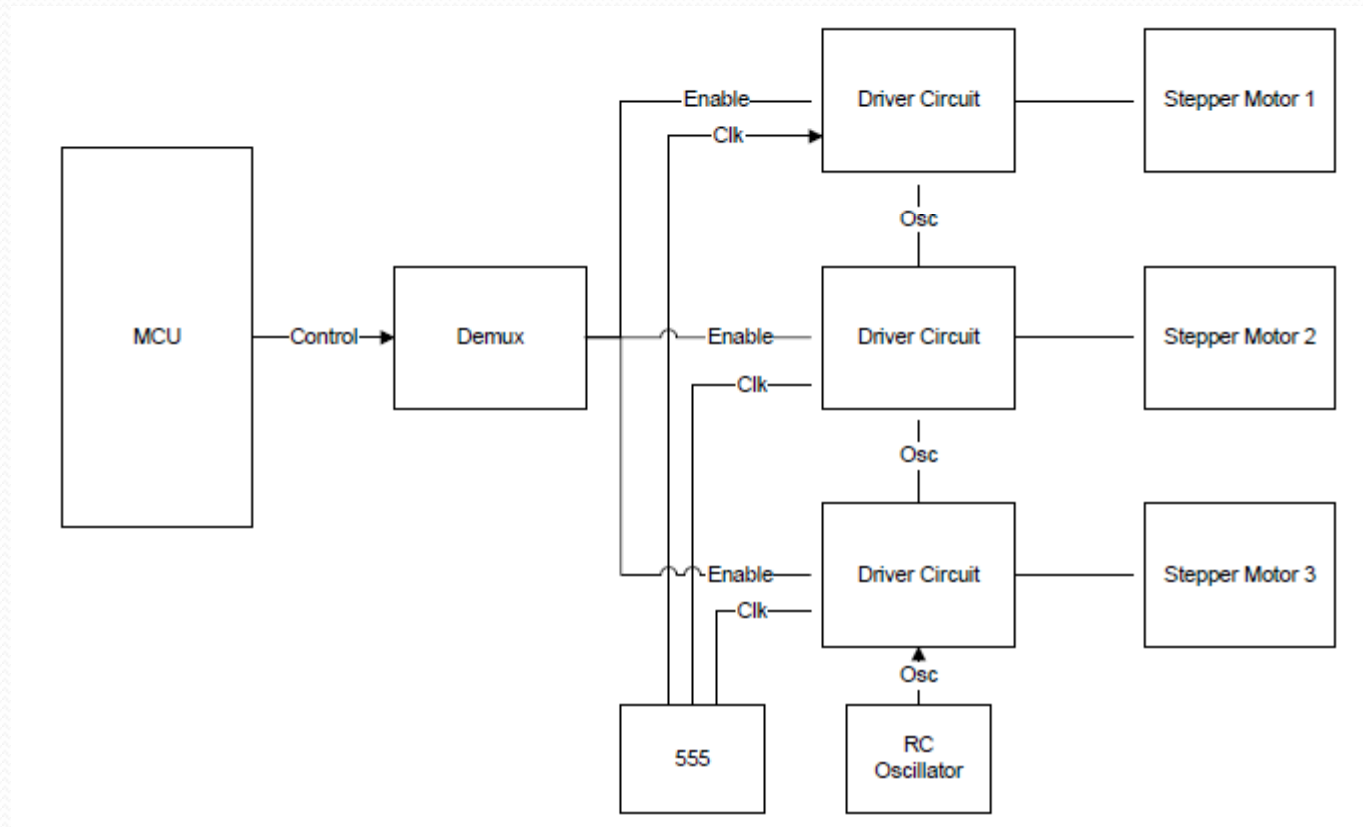 Enable
Driver Circuit
Stepper Motor 1
Clk
Osc
MCU
Control
Demux
Enable
Driver Circuit
Stepper Motor 2
Clk
Osc
Enable
Driver Circuit
Stepper Motor 3
Clk
Osc
555
RC
Oscillator